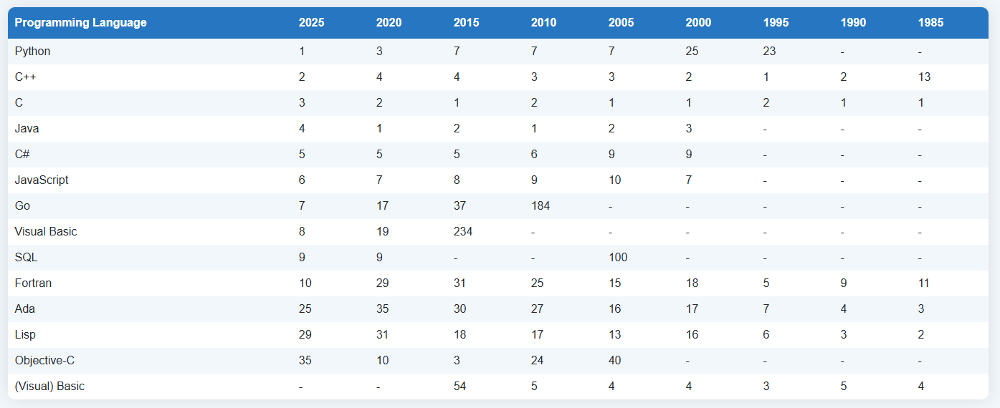 Programming Language 2025 2020 2015 2010 2005 2000 1995 1990 1985
Python 1 3 7 7 7 25 23 - -
C++ 2 4 4 3 3 2 1 2 13
C 3 2 1 2 1 1 2 1 1
Java 4 1 2 1 2 3 - - -
C# 5 5 5 6 9 9 - - -
JavaScript 6 7 8 9 10 7 - - -
Go 7 17 37 184 - - - - -
Visual Basic 8 19 234 - - - - - -
SQL 9 9 - - 100 - - - -
Fortran 10 29 31 25 15 18 5 9 11
Ada 25 35 30 27 16 17 7 4 3
Lisp 29 31 18 17 13 16 6 3 2
Objective-C 35 10 3 24 40 - - - -
(Visual) Basic - - 54 5 4 4 3 5 4